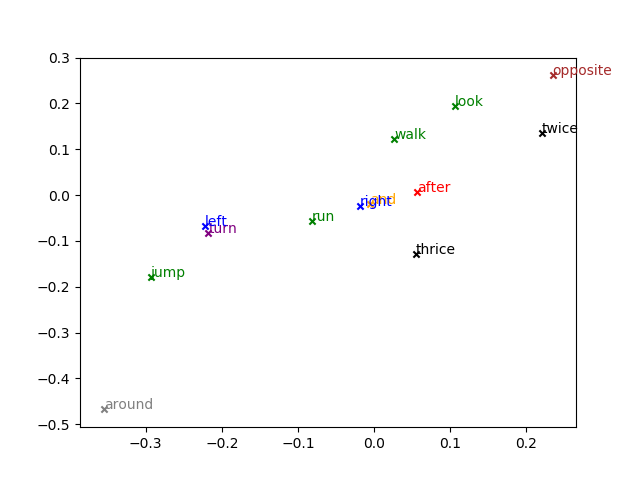 0.3
opposite
look
0.2
twice
walk
0.1
after
0.0
right
and
left
run
turn
thrice
-0.1
jump
−0.2
−0.3
−0.4
around
−0.5
−0.3 −0.2 −0.1 0.0 0.1 0.2